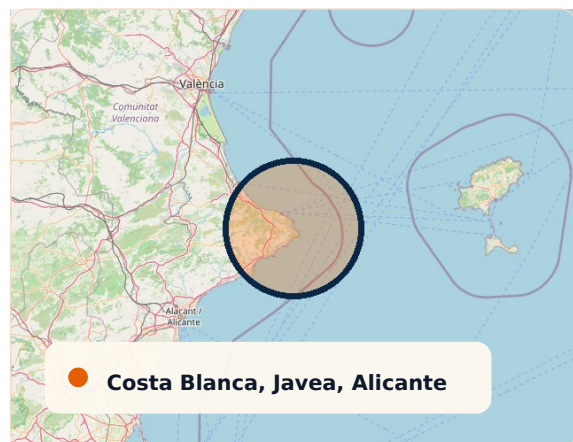 València
Comunitat
Valenciana
Alacant /
Alicante
Costa Blanca, Javea, Alicante